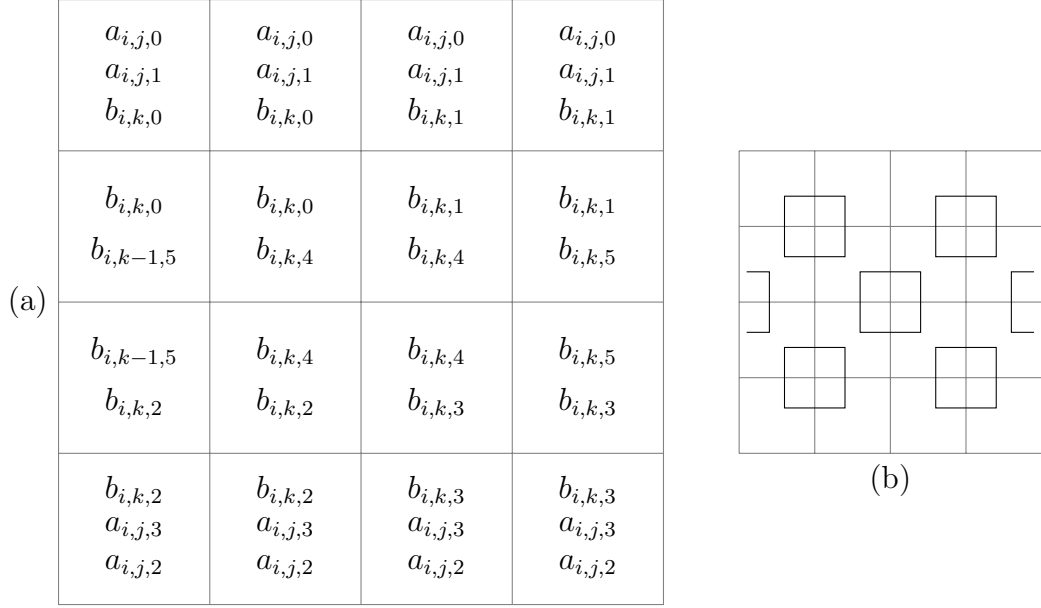 a_{i,j,0} a_{i,j,0} a_{i,j,0} a_{i,j,0}
a_{i,j,1} a_{i,j,1} a_{i,j,1} a_{i,j,1}
b_{i,k,0} b_{i,k,0} b_{i,k,1} b_{i,k,1}
b_{i,k,0} b_{i,k,0} b_{i,k,1} b_{i,k,1}
b_{i,k−1,5} b_{i,k,4} b_{i,k,4} b_{i,k,5}
(a)
b_{i,k−1,5} b_{i,k,4} b_{i,k,4} b_{i,k,5}
b_{i,k,2} b_{i,k,2} b_{i,k,3} b_{i,k,3}
b_{i,k,2} b_{i,k,2} b_{i,k,3} b_{i,k,3}
a_{i,j,3} a_{i,j,3} a_{i,j,3} a_{i,j,3}
a_{i,j,2} a_{i,j,2} a_{i,j,2} a_{i,j,2}
(b)